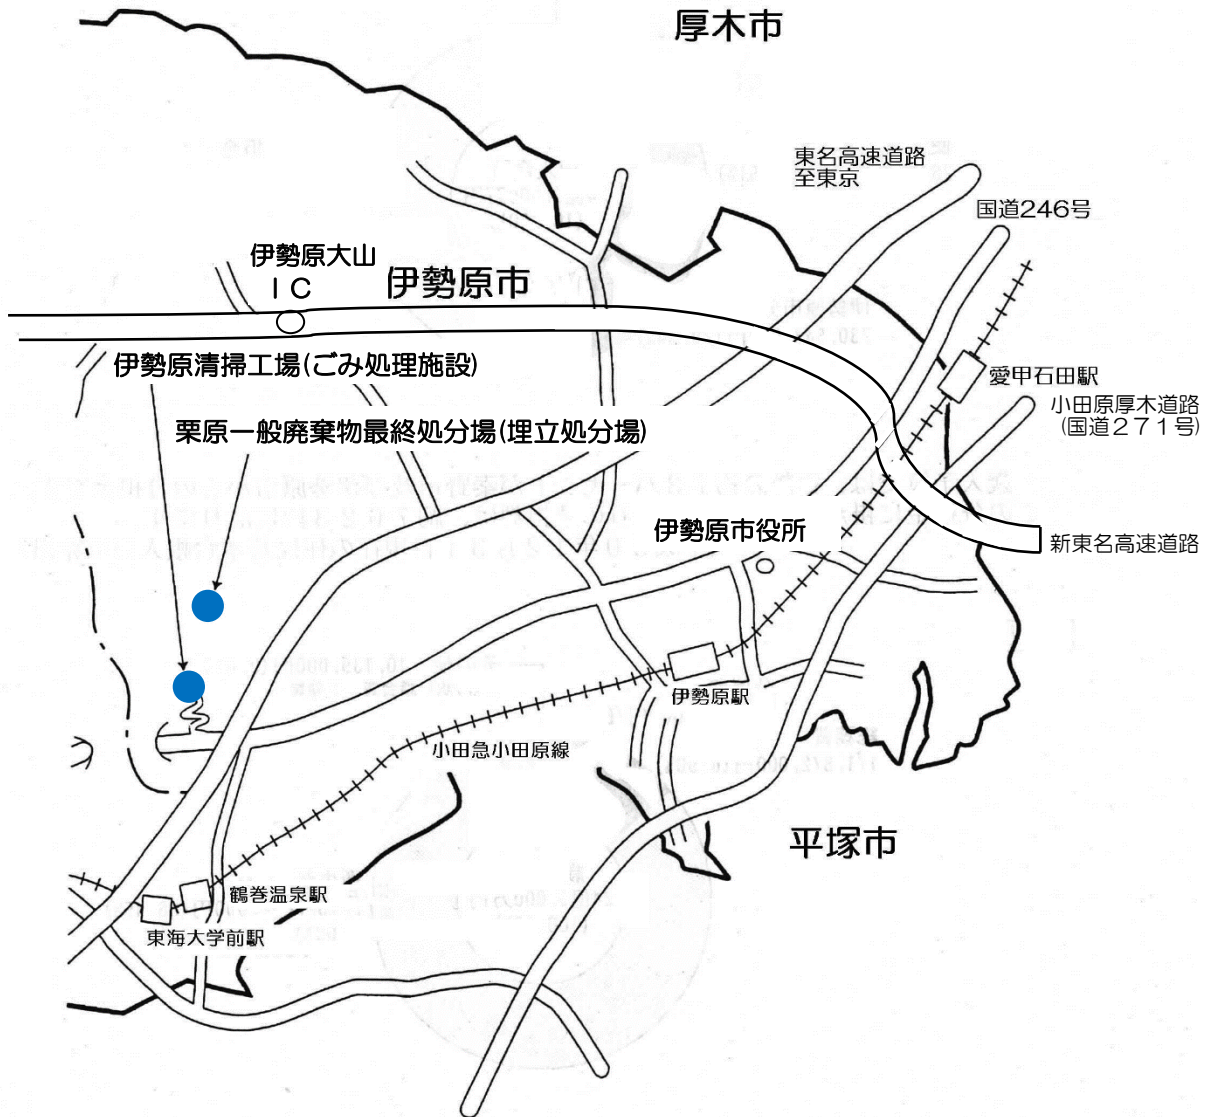 厚木市
東名高速道路
至東京
国道246号
伊勢原大山
ＩＣ
伊勢原市
伊勢原清掃工場(ごみ処理施設)
愛甲石田駅
小田原厚木道路
(国道２７１号)
栗原一般廃棄物最終処分場(埋立処分場)
伊勢原市役所
新東名高速道路
伊勢原駅
小田急小田原線
平塚市
鶴巻温泉駅
東海大学前駅